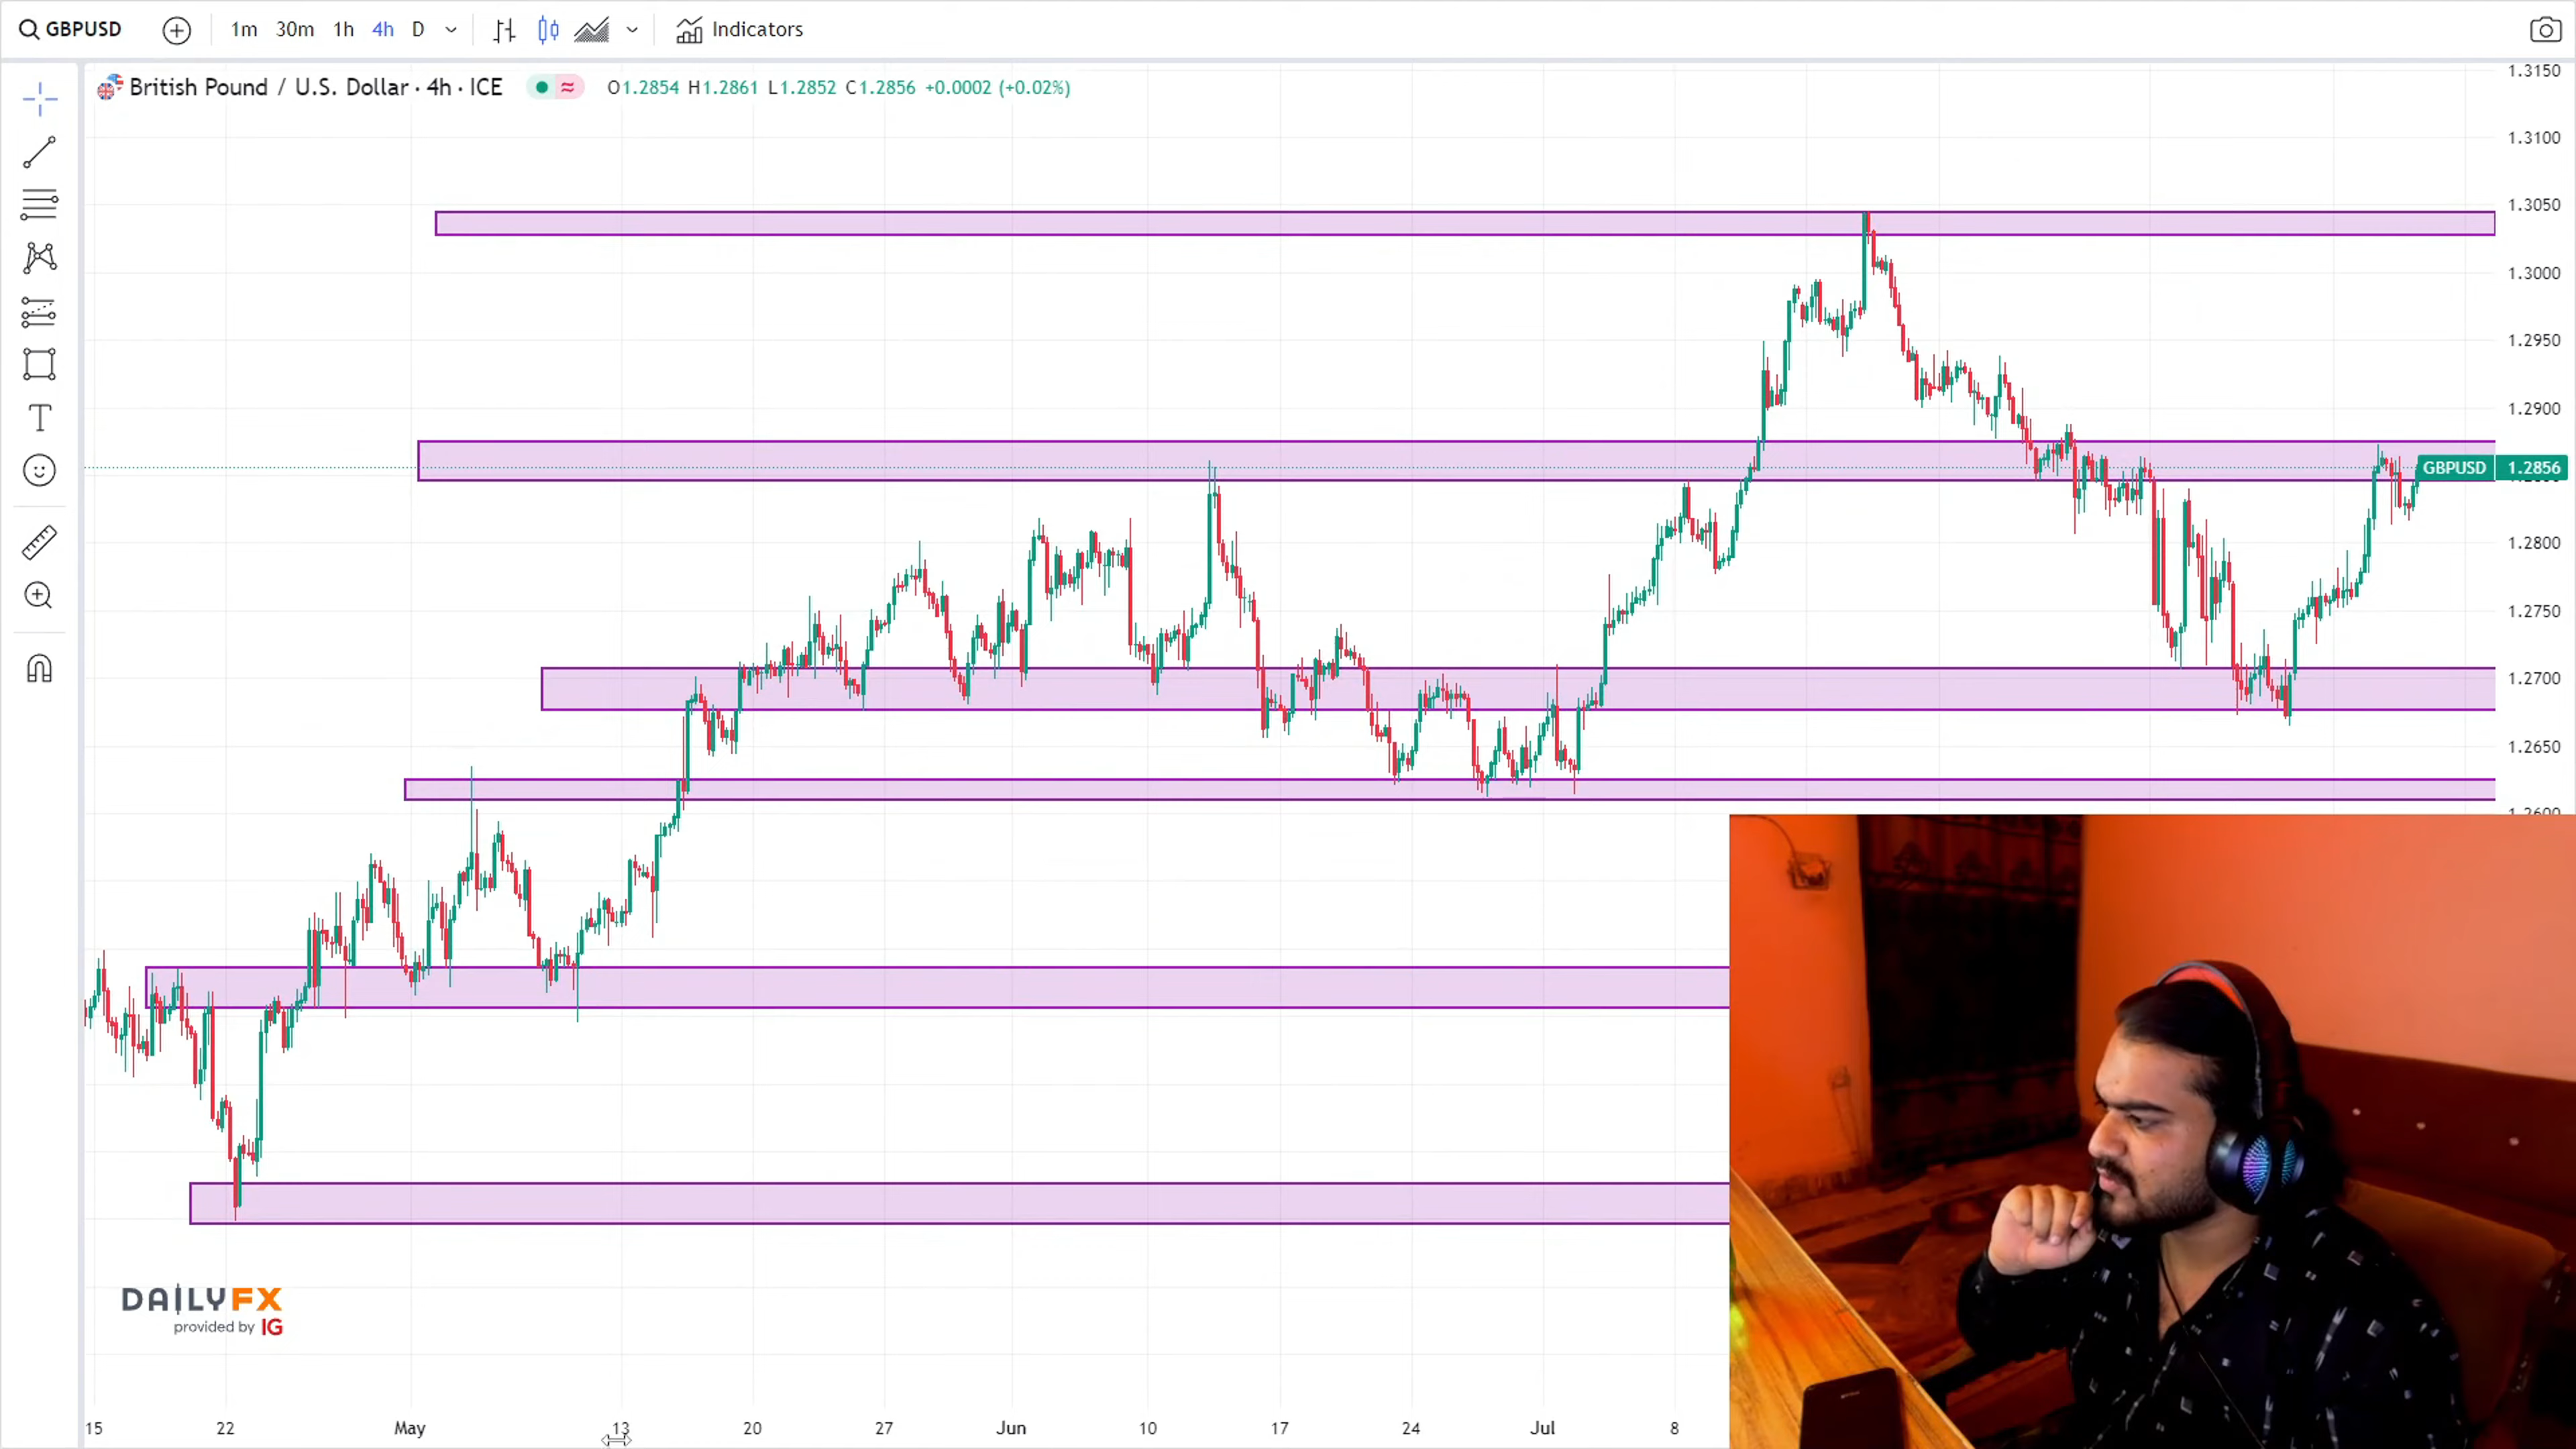 GBPUSD 1m 30m 1h 4h D Indicators
British Pound / U.S. Dollar · 4h · ICE O1.2854 H1.2861 L1.2852 C1.2856 +0.0002 (+0.02%)
1.3150
1.3100
1.3050
1.3000
1.2950
1.2900
GBPUSD 1.2856
1.2800
1.2750
1.2700
1.2650
1.2600
DAILYFX
provided by IG
15 22 May 13 20 27 Jun 10 17 24 Jul 8